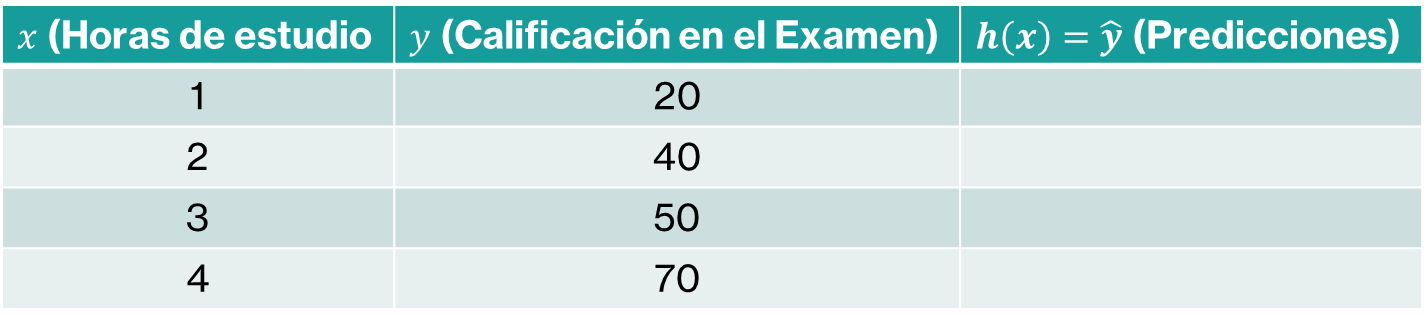 x (Horas de estudio y (Calificación en el Examen) h(x) = ŷ (Predicciones)
1 20
2 40
3 50
4 70